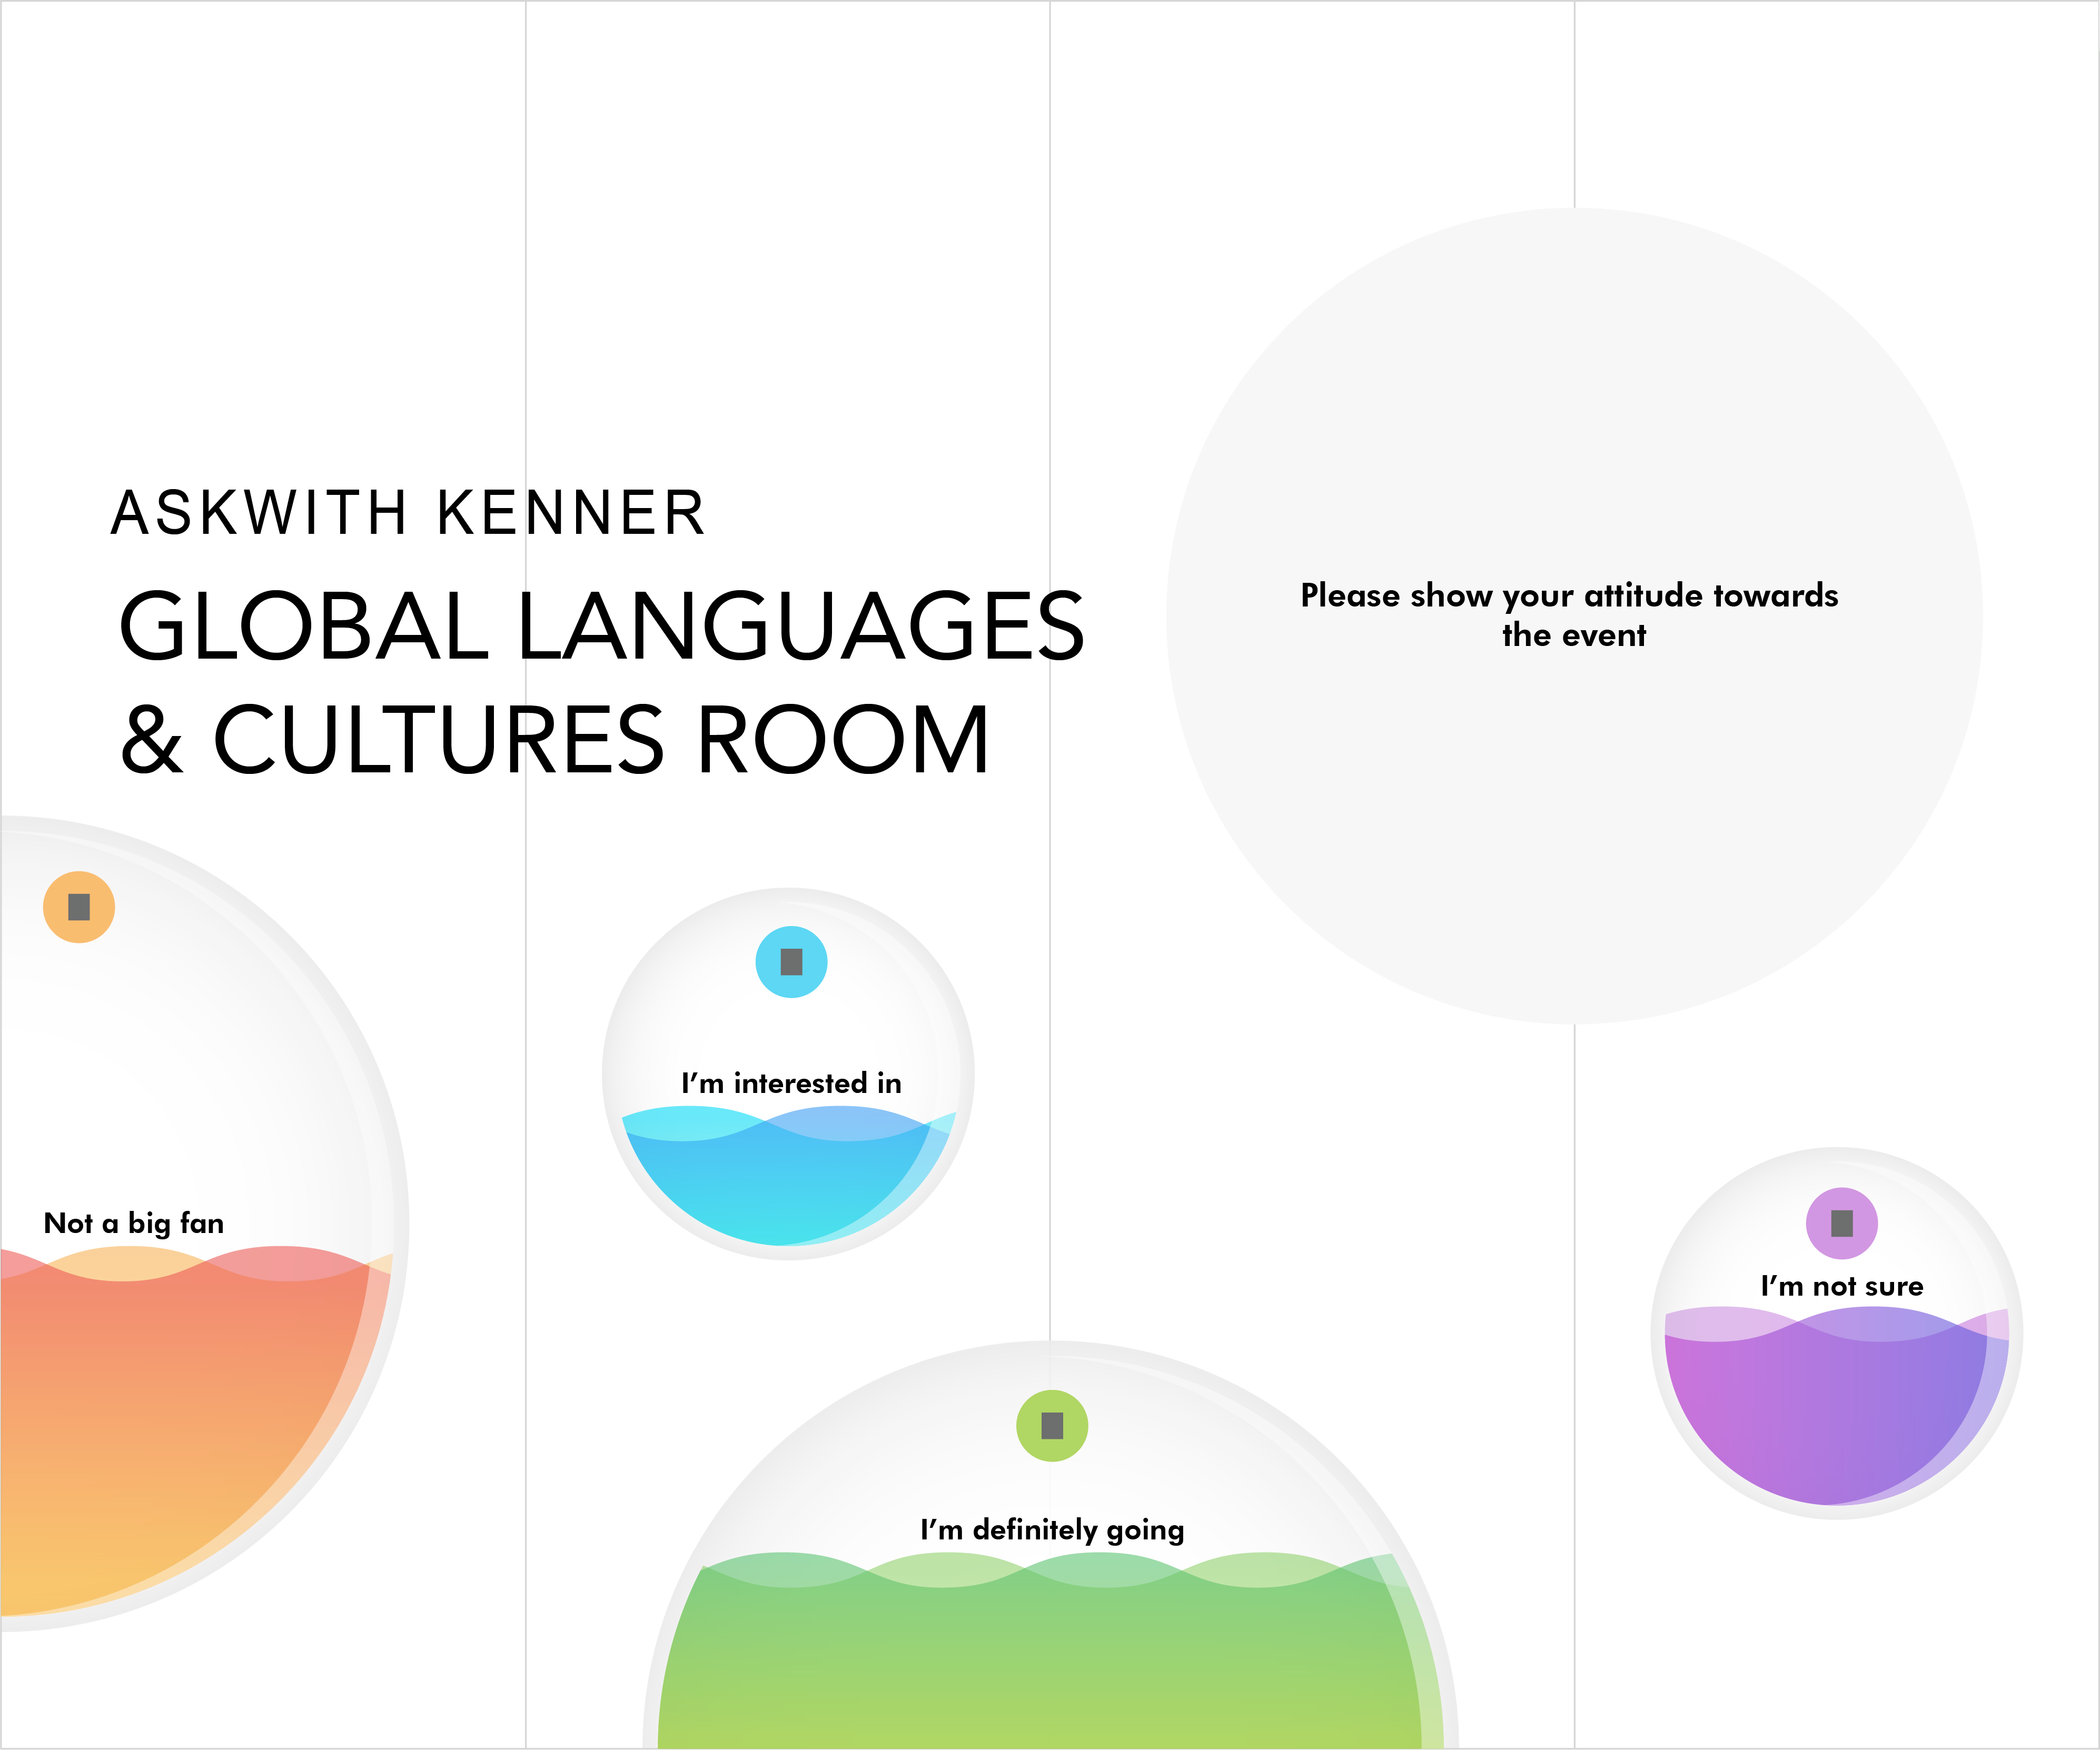 ASKWITH KENNER
GLOBAL LANGUAGES
& CULTURES ROOM
Please show your attitude towards
the event
I’m interested in
Not a big fan
I’m not sure
I’m definitely going